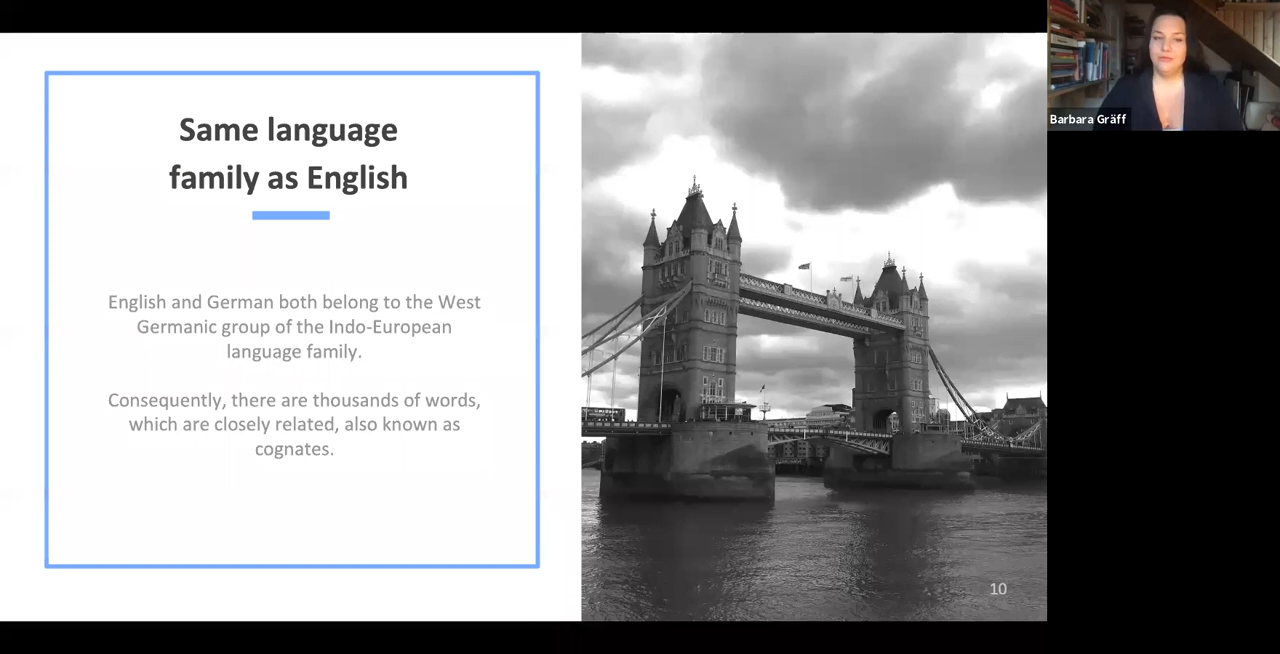 Same language
family as English
English and German both belong to the West
Germanic group of the Indo-European
language family.
Consequently, there are thousands of words,
which are closely related, also known as
cognates.
10
Barbara Gräff